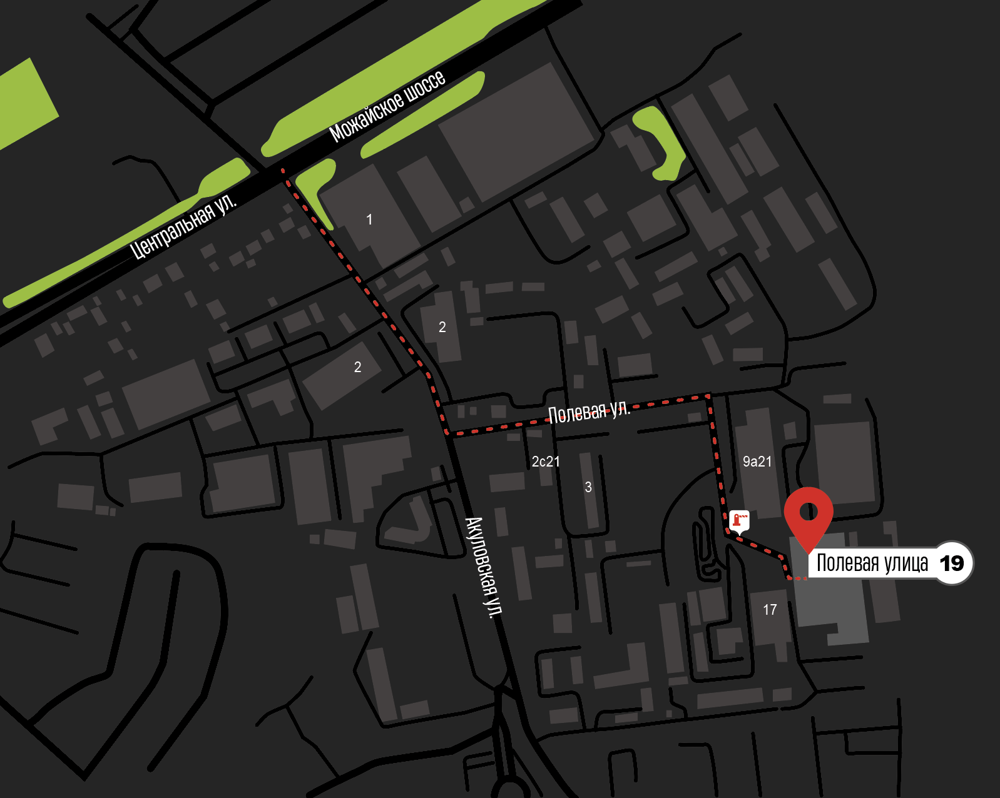 Можайское шоссе
Центральная ул.
1
2
2
Полевая ул.
2с21
9а21
3
Акуловская ул.
Полевая улица 19
17